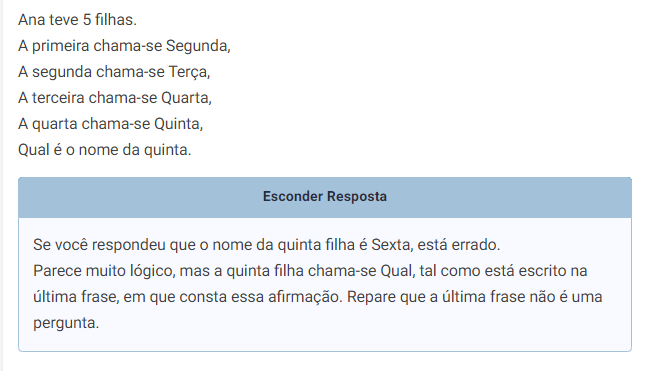 Ana teve 5 filhas.
A primeira chama-se Segunda,
A segunda chama-se Terça,
A terceira chama-se Quarta,
A quarta chama-se Quinta,
Qual é o nome da quinta.
Esconder Resposta
Se você respondeu que o nome da quinta filha é Sexta, está errado.
Parece muito lógico, mas a quinta filha chama-se Qual, tal como está escrito na
última frase, em que consta essa afirmação. Repare que a última frase não é uma
pergunta.